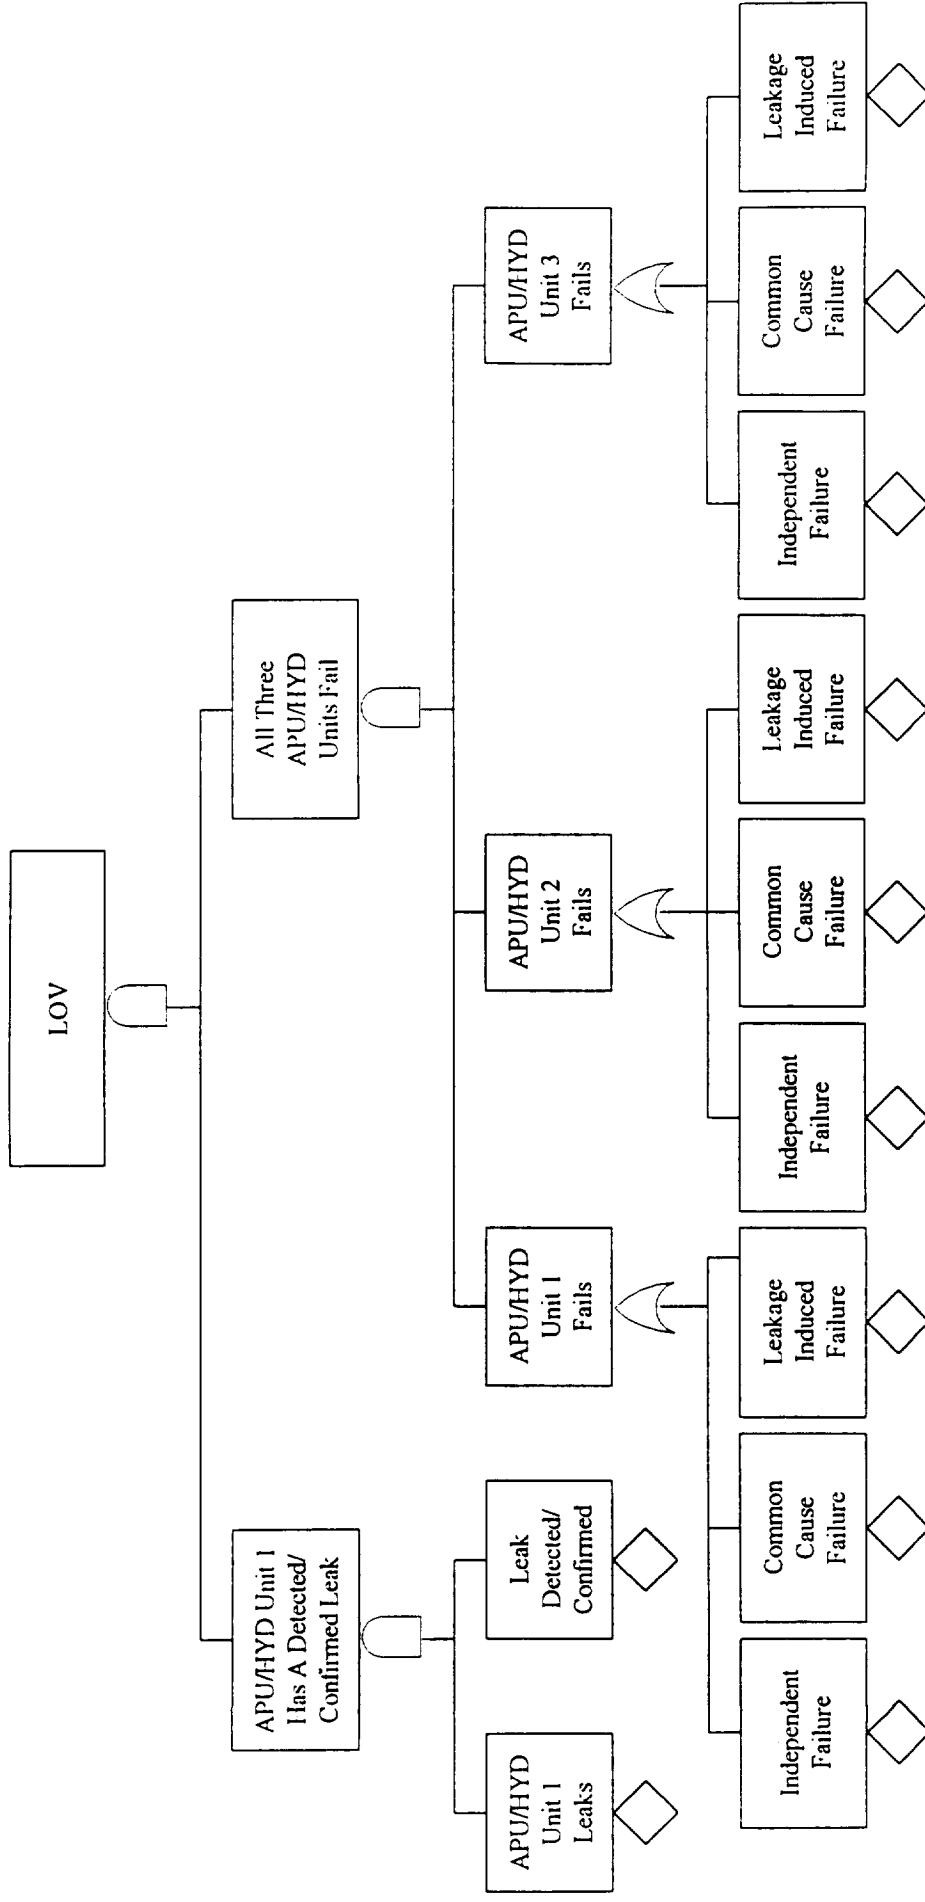 LOV
APU/HYD Unit 1
Has A Detected/
Confirmed Leak
All Three
APU/HYD
Units Fail
APU/HYD
Unit 1
Leaks
Leak
Detected/
Confirmed
APU/HYD
Unit 1
Fails
APU/HYD
Unit 2
Fails
APU/HYD
Unit 3
Fails
Independent
Failure
Common
Cause
Failure
Leakage
Induced
Failure
Independent
Failure
Common
Cause
Failure
Leakage
Induced
Failure
Independent
Failure
Common
Cause
Failure
Leakage
Induced
Failure